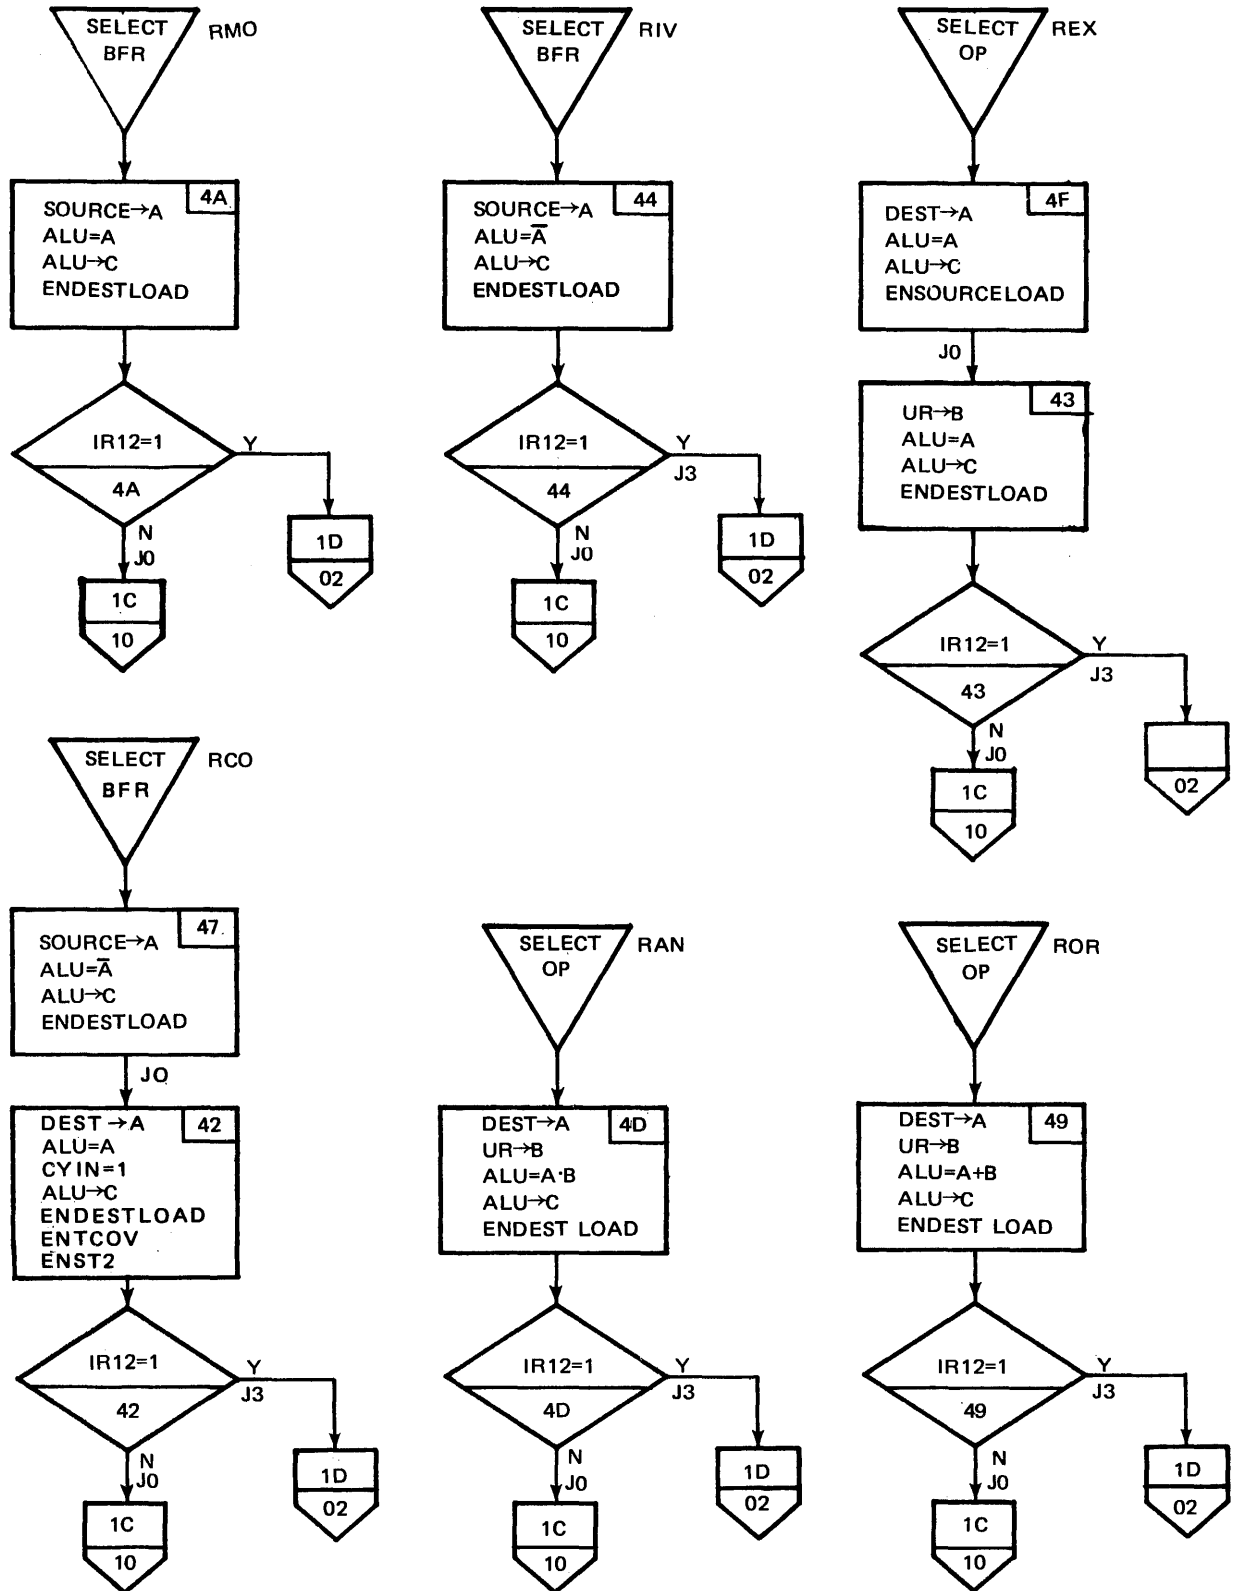 SELECT
BFR
RMO
4A
SOURCE→A
ALU=A
ALU→C
ENDESTLOAD
IR12=1
4A
Y
N
J0
1D
02
1C
10
SELECT
BFR
RIV
44
SOURCE→A
ALU=A̅
ALU→C
ENDESTLOAD
IR12=1
44
Y
J3
N
J0
1D
02
1C
10
SELECT
OP
REX
4F
DEST→A
ALU=A
ALU→C
ENSOURCELOAD
J0
43
UR→B
ALU=A
ALU→C
ENDESTLOAD
IR12=1
43
Y
J3
N
J0
02
1C
10
SELECT
BFR
RCO
47
SOURCE→A
ALU=A̅
ALU→C
ENDESTLOAD
J0
42
DEST→A
ALU=A
CYIN=1
ALU→C
ENDESTLOAD
ENTCOV
ENST2
IR12=1
42
Y
J3
N
J0
1D
02
1C
10
SELECT
OP
RAN
4D
DEST→A
UR→B
ALU=A·B
ALU→C
ENDEST LOAD
IR12=1
4D
Y
J3
N
J0
1D
02
1C
10
SELECT
OP
ROR
49
DEST→A
UR→B
ALU=A+B
ALU→C
ENDEST LOAD
IR12=1
49
Y
J3
N
J0
1D
02
1C
10